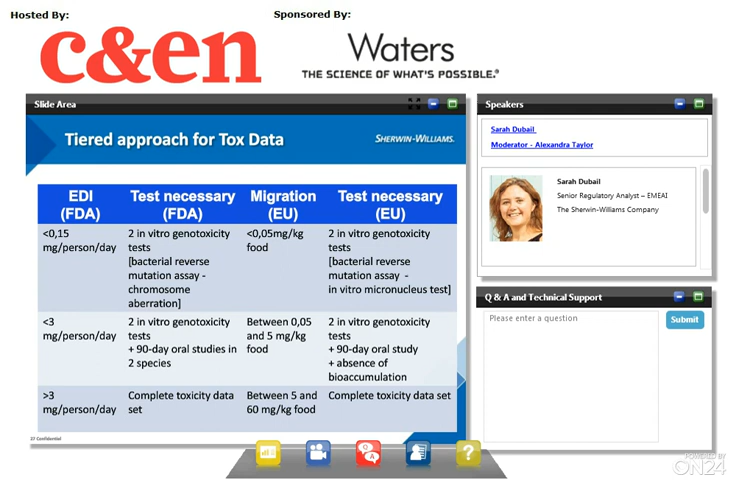 Hosted By:
Sponsored By:
c&en
Waters
THE SCIENCE OF WHAT'S POSSIBLE.®
Slide Area
Tiered approach for Tox Data
SHERWIN-WILLIAMS.
EDI (FDA)
Test necessary (FDA)
Migration (EU)
Test necessary (EU)
<0,15
mg/person/day
2 in vitro genotoxicity
tests
[bacterial reverse
mutation assay -
chromosome
aberration]
<0,05mg/kg
food
2 in vitro genotoxicity
tests
[bacterial reverse
mutation assay -
in vitro micronucleus test]
<3
mg/person/day
2 in vitro genotoxicity
tests
+ 90-day oral studies in
2 species
Between 0,05
and 5 mg/kg
food
2 in vitro genotoxicity
tests
+ 90-day oral study
+ absence of
bioaccumulation
>3
mg/person/day
Complete toxicity data
set
Between 5 and
60 mg/kg food
Complete toxicity data set
27 Confidential
Speakers
Sarah Dubail
Moderator - Alexandra Taylor
Sarah Dubail
Senior Regulatory Analyst – EMEAI
The Sherwin-Williams Company
Q & A and Technical Support
Please enter a question
Submit
Q
A
?
POWERED BY
ON24